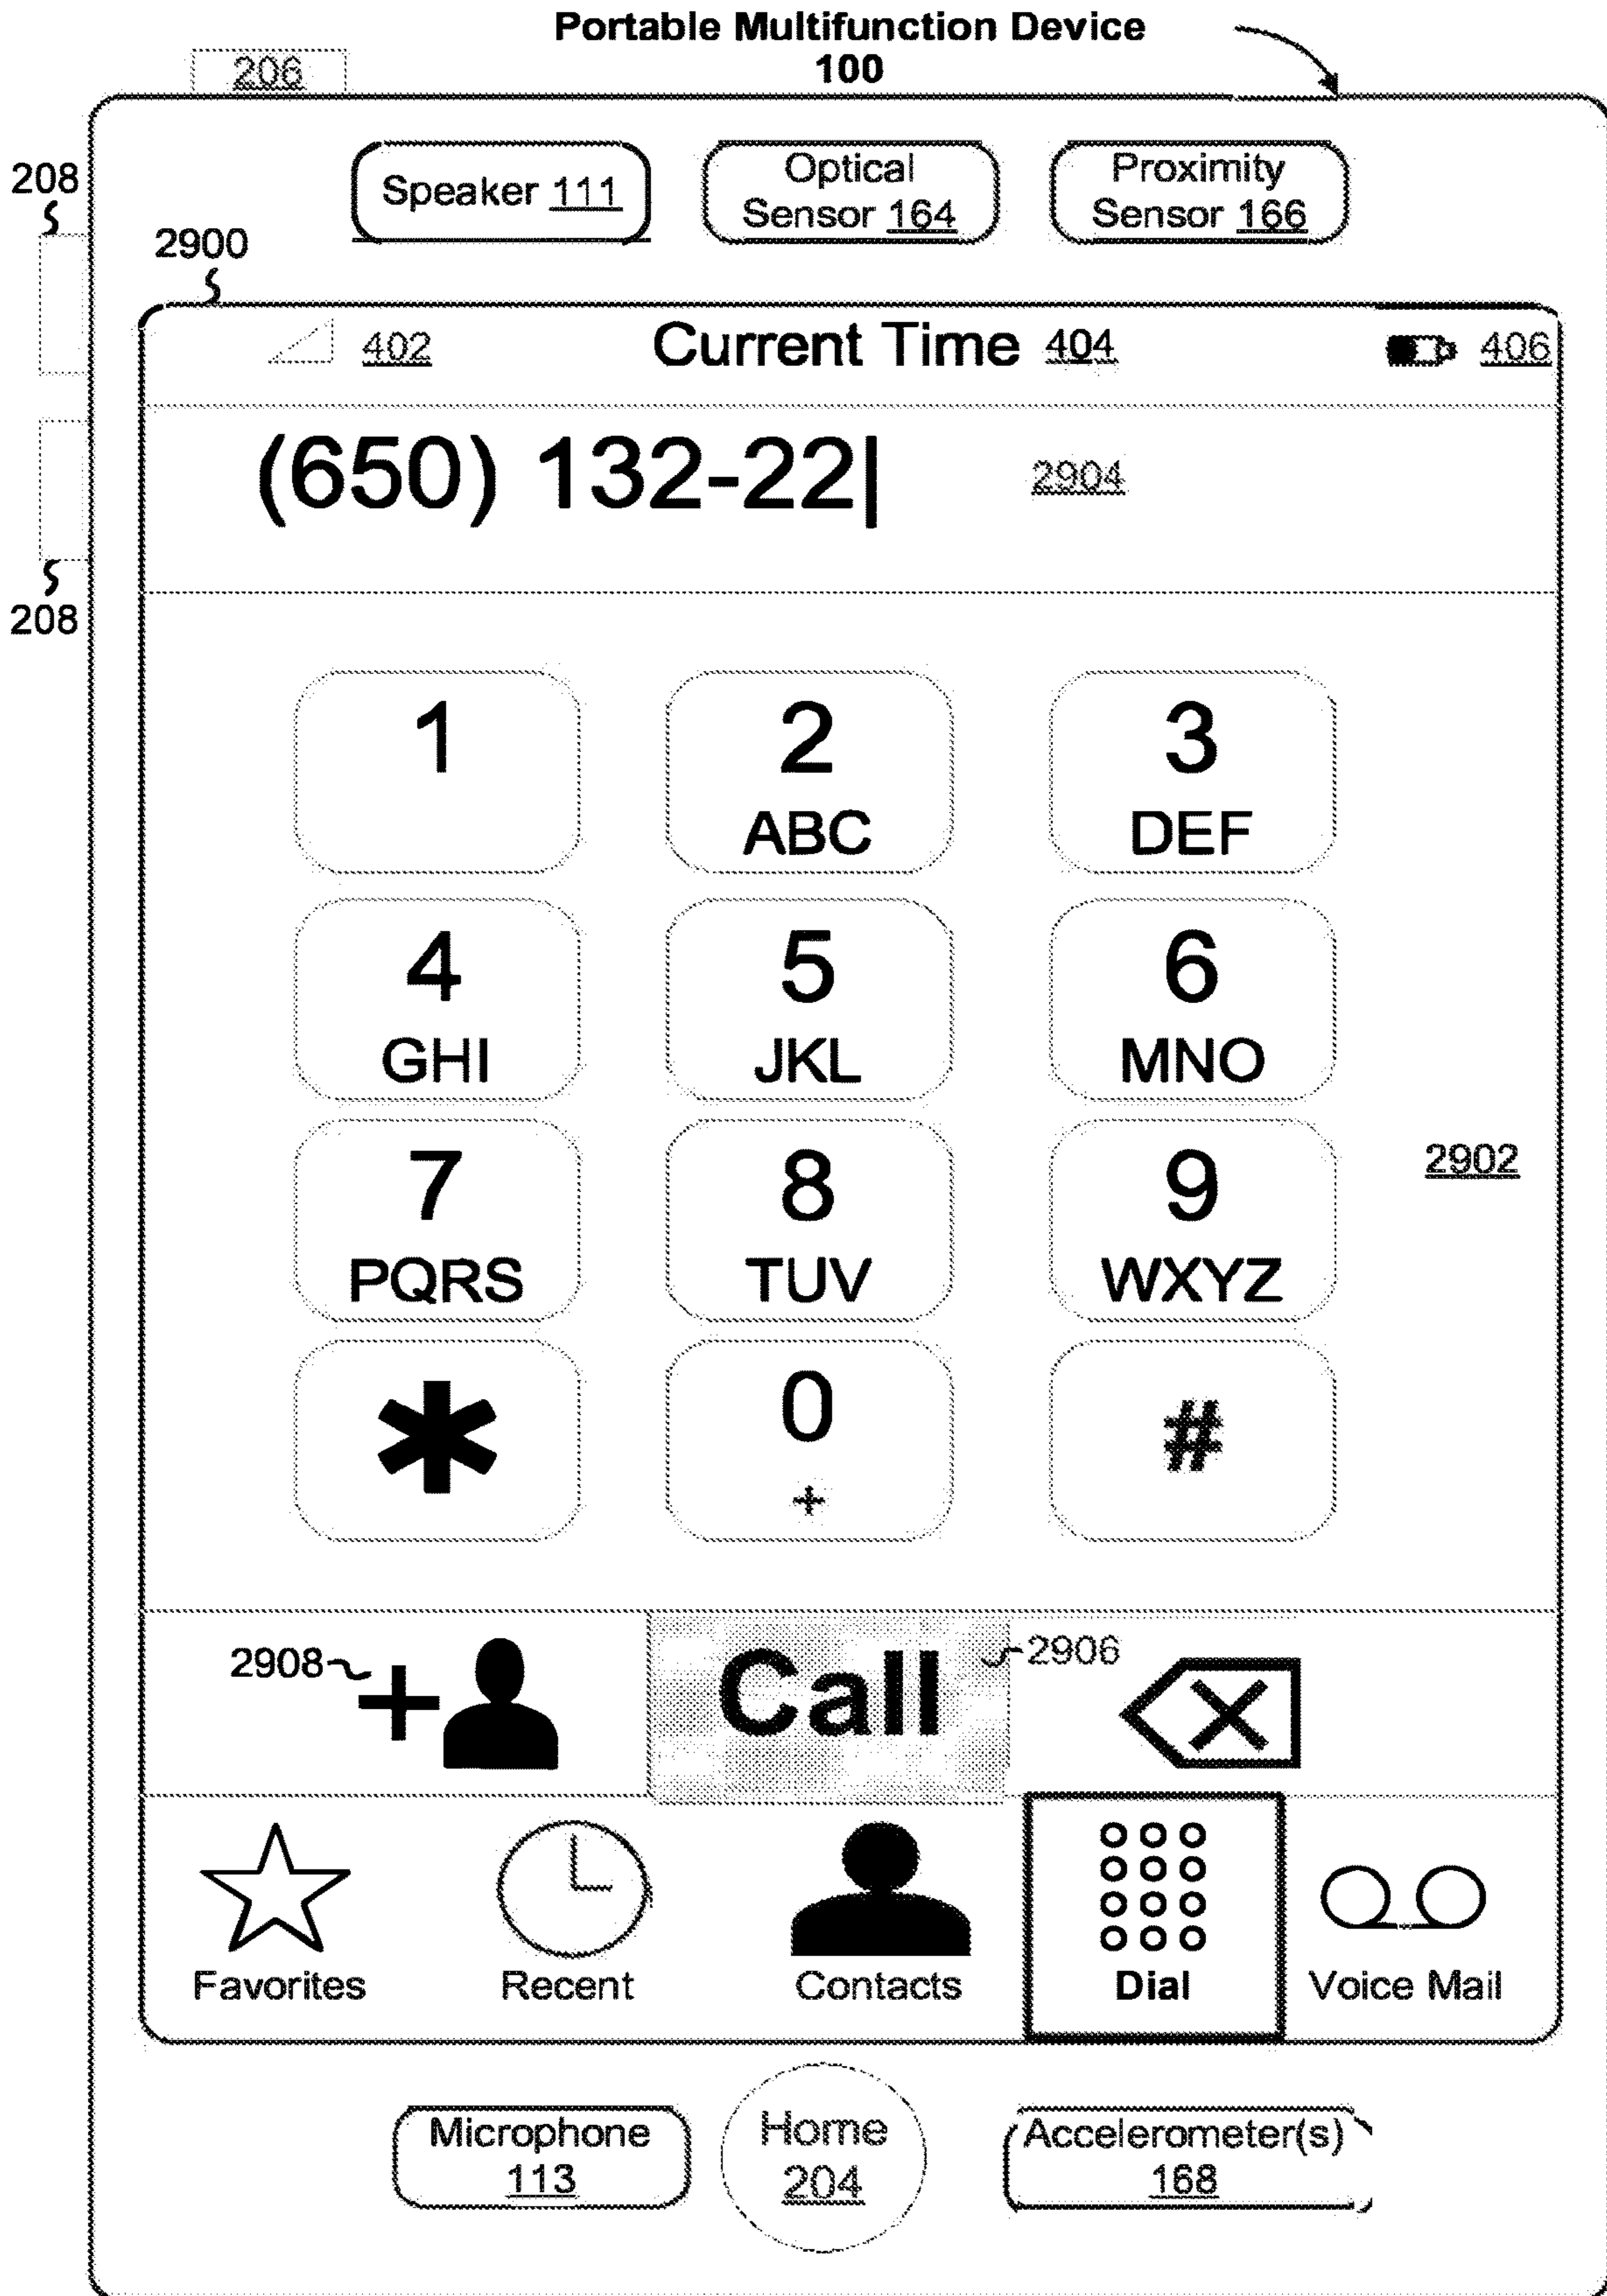 Portable Multifunction Device
100
206
208
Speaker 111
Optical
Sensor 164
Proximity
Sensor 166
2900
402
Current Time 404
406
(650) 132-22|
2904
208
1
2
ABC
3
DEF
4
GHI
5
JKL
6
MNO
7
PQRS
8
TUV
9
WXYZ
2902
*
0
+
#
2908
+
Call
2906
Favorites
Recent
Contacts
Dial
Voice Mail
Microphone
113
Home
204
Accelerometer(s)
168